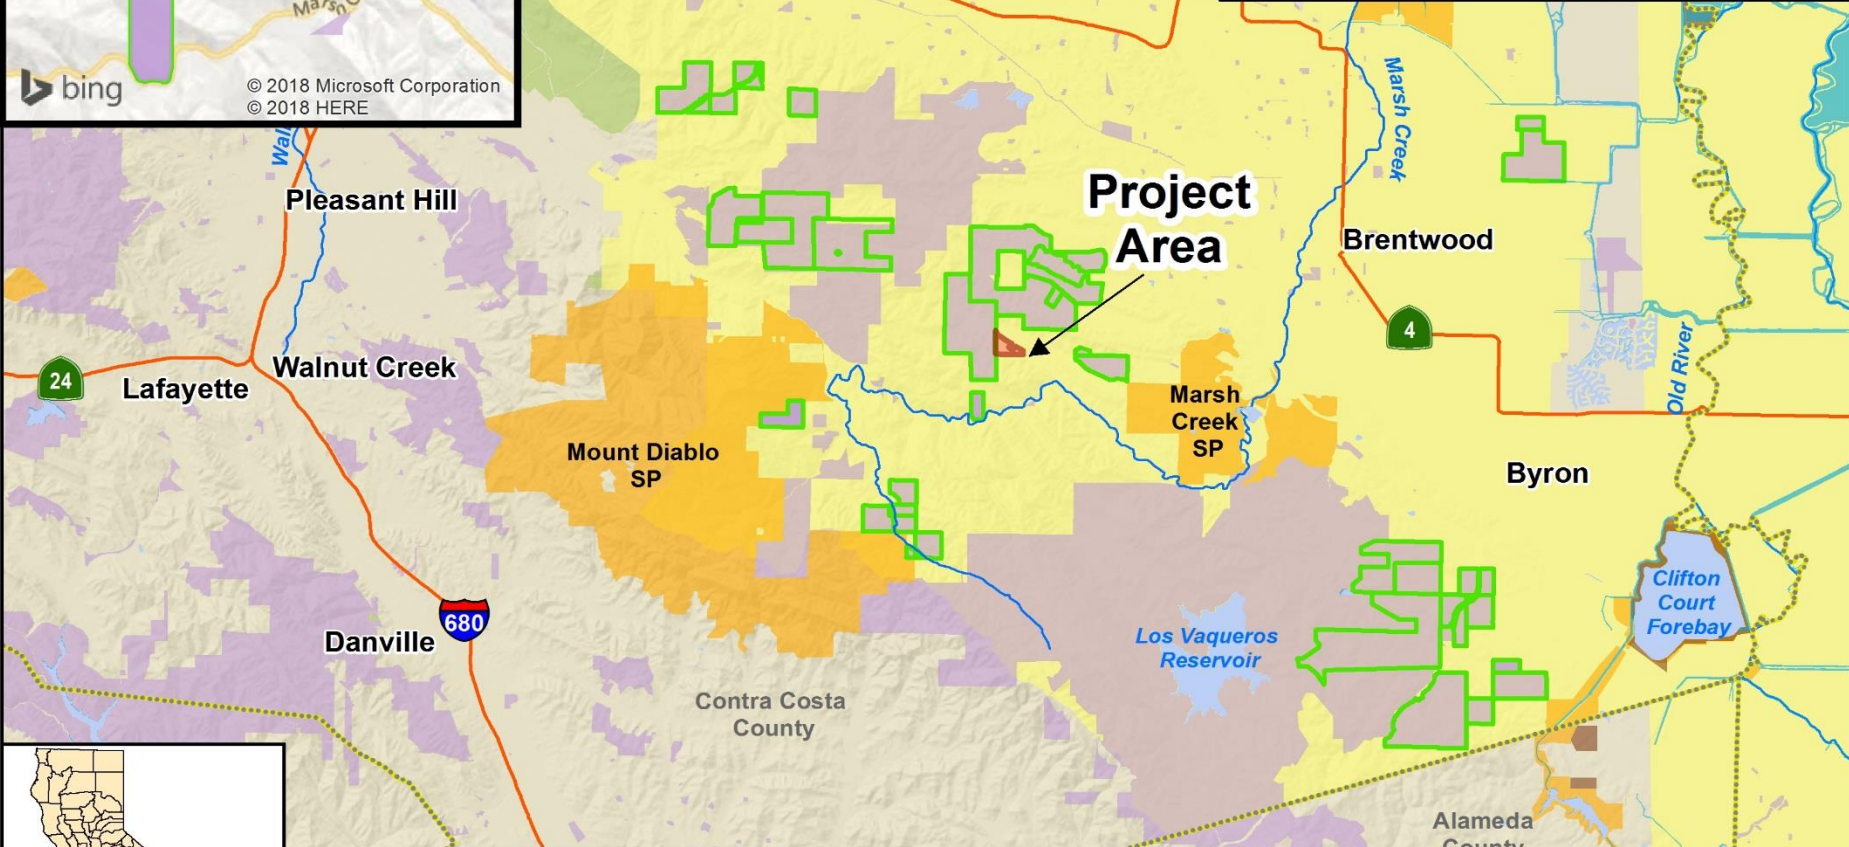 Marsh C
bing
© 2018 Microsoft Corporation
© 2018 HERE
Pleasant Hill
Project
Area
Marsh Creek
Brentwood
4
Old River
24
Lafayette
Walnut Creek
Mount Diablo
SP
Marsh
Creek
SP
Byron
Clifton
Court
Forebay
680
Danville
Los Vaqueros
Reservoir
Contra Costa
County
Alameda
County